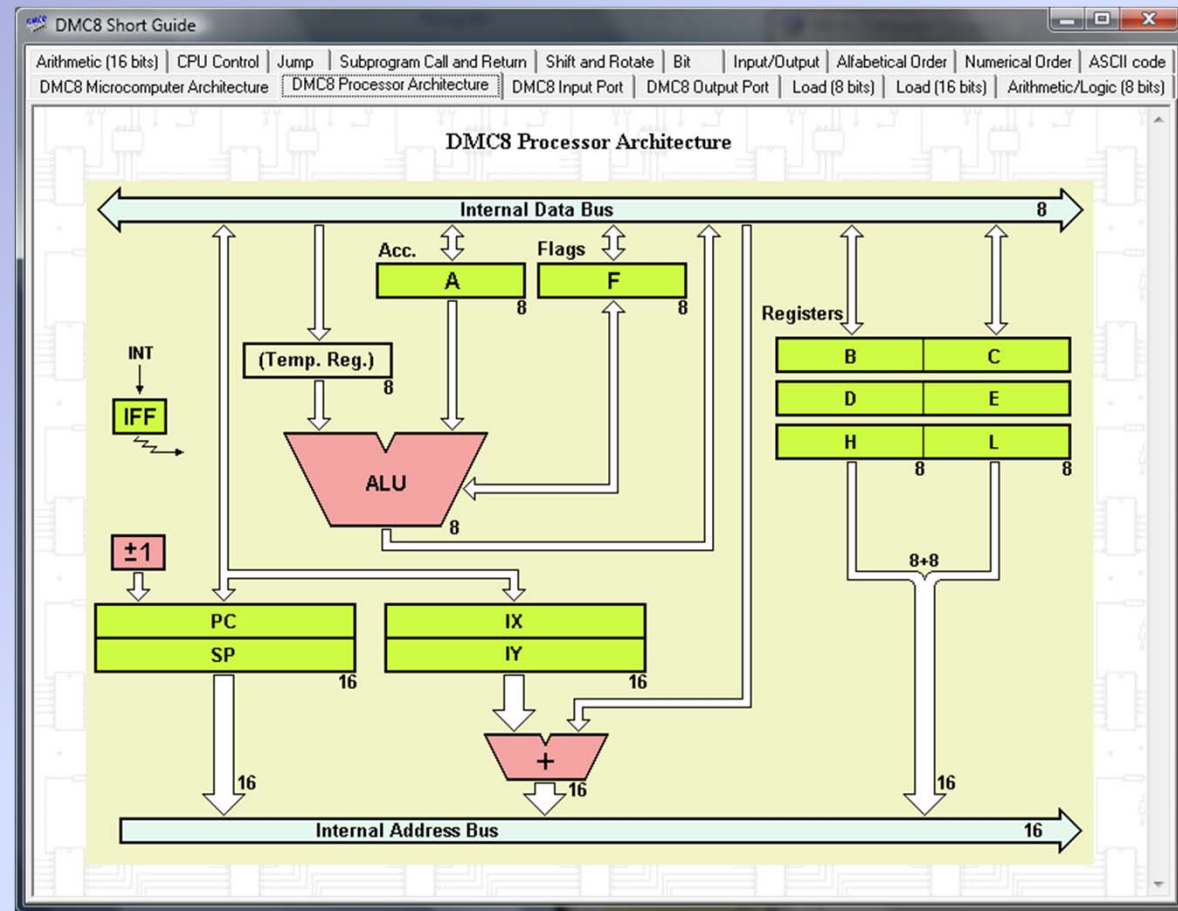 DMC8 Short Guide
Arithmetic (16 bits) CPU Control Jump Subprogram Call and Return Shift and Rotate Bit Input/Output Alfabetical Order Numerical Order ASCII code
DMC8 Microcomputer Architecture DMC8 Processor Architecture DMC8 Input Port DMC8 Output Port Load (8 bits) Load (16 bits) Arithmetic/Logic (8 bits)
DMC8 Processor Architecture
Internal Data Bus 8
Acc. Flags
A F
8 8
Registers
INT (Temp. Reg.) B C
8
IFF D E
H L
8 8
ALU
8
±1 8+8
PC IX
SP IY
16 16
+
16 16 16
Internal Address Bus 16